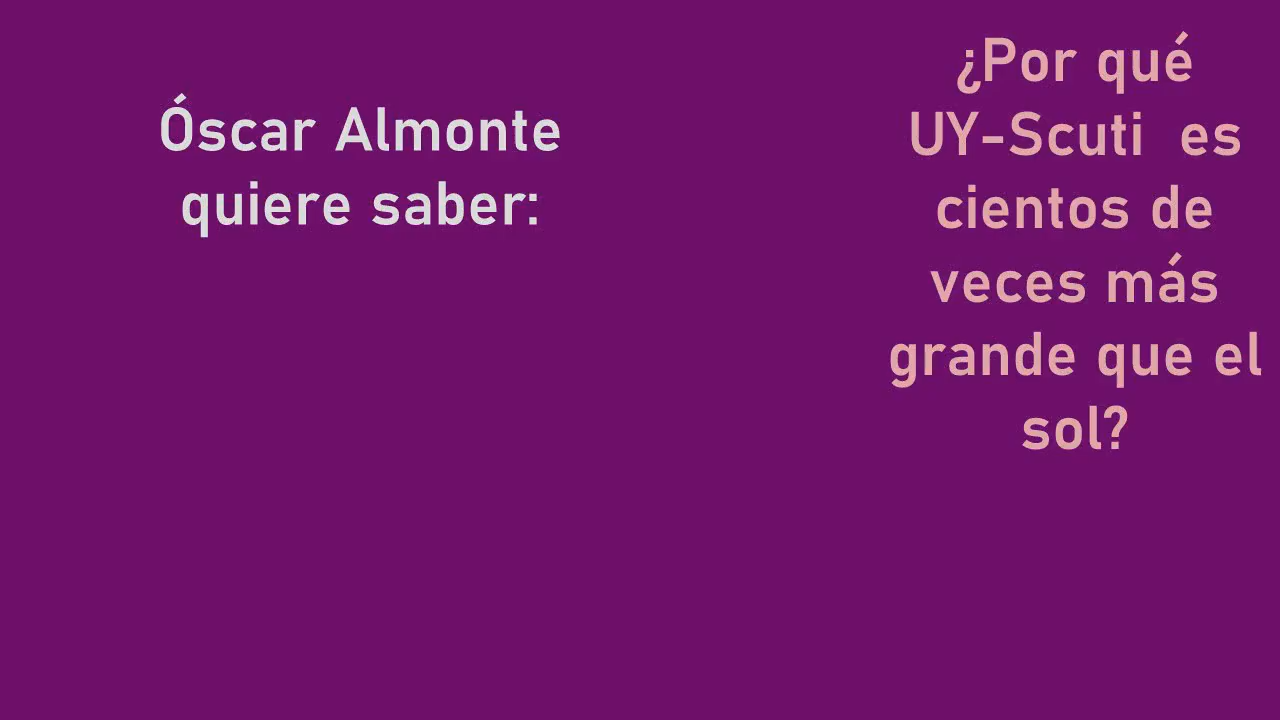 Óscar Almonte
quiere saber:
¿Por qué
UY-Scuti  es
cientos de
veces más
grande que el
sol?